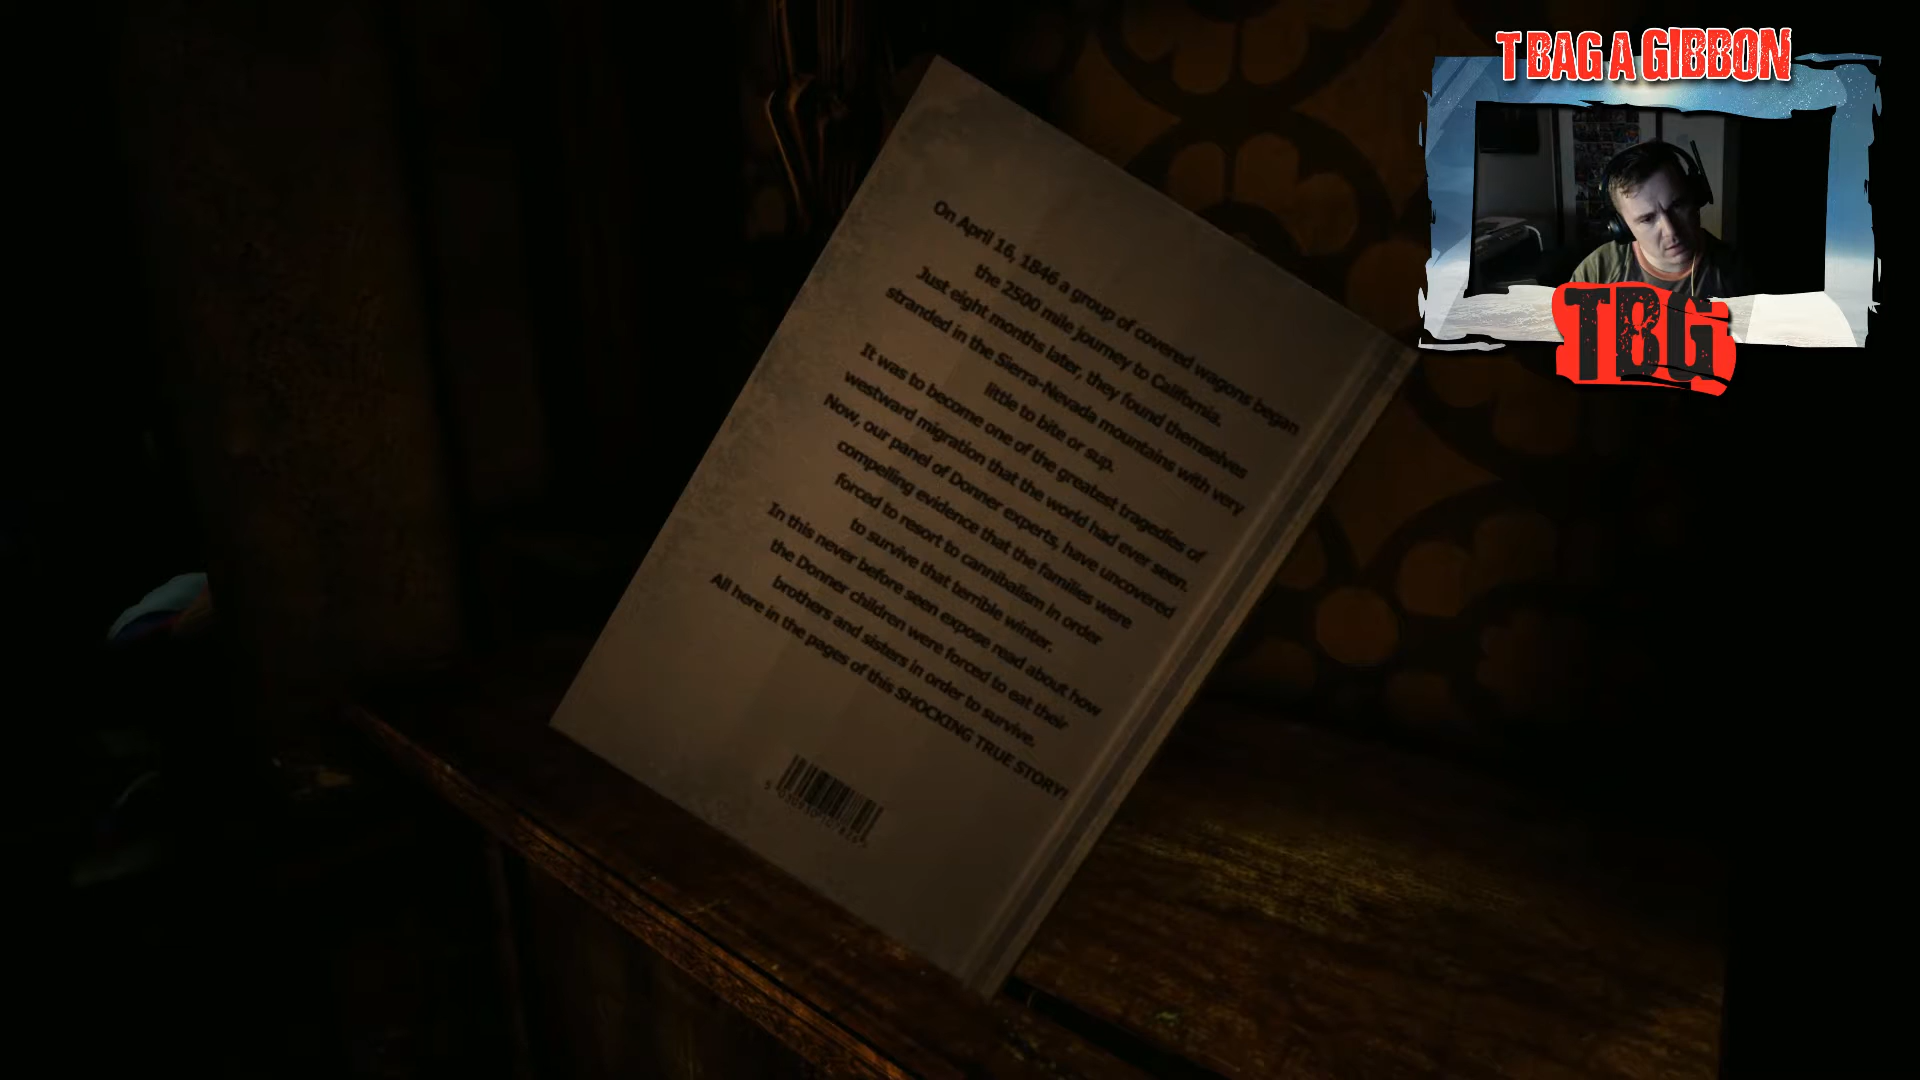 T BAG A GIBBON
TBG
On April 16, 1846 a group of covered wagons began
the 2500 mile journey to California.
Just eight months later, they found themselves
stranded in the Sierra-Nevada mountains with very
little to bite or sup.
It was to become one of the greatest tragedies of
westward migration that the world had ever seen.
Now, our panel of Donner experts, have uncovered
compelling evidence that the families were
forced to resort to cannibalism in order
to survive that terrible winter.
In this never before seen expose read about how
the Donner children were forced to eat their
brothers and sisters in order to survive.
All here in the pages of this SHOCKING TRUE STORY!